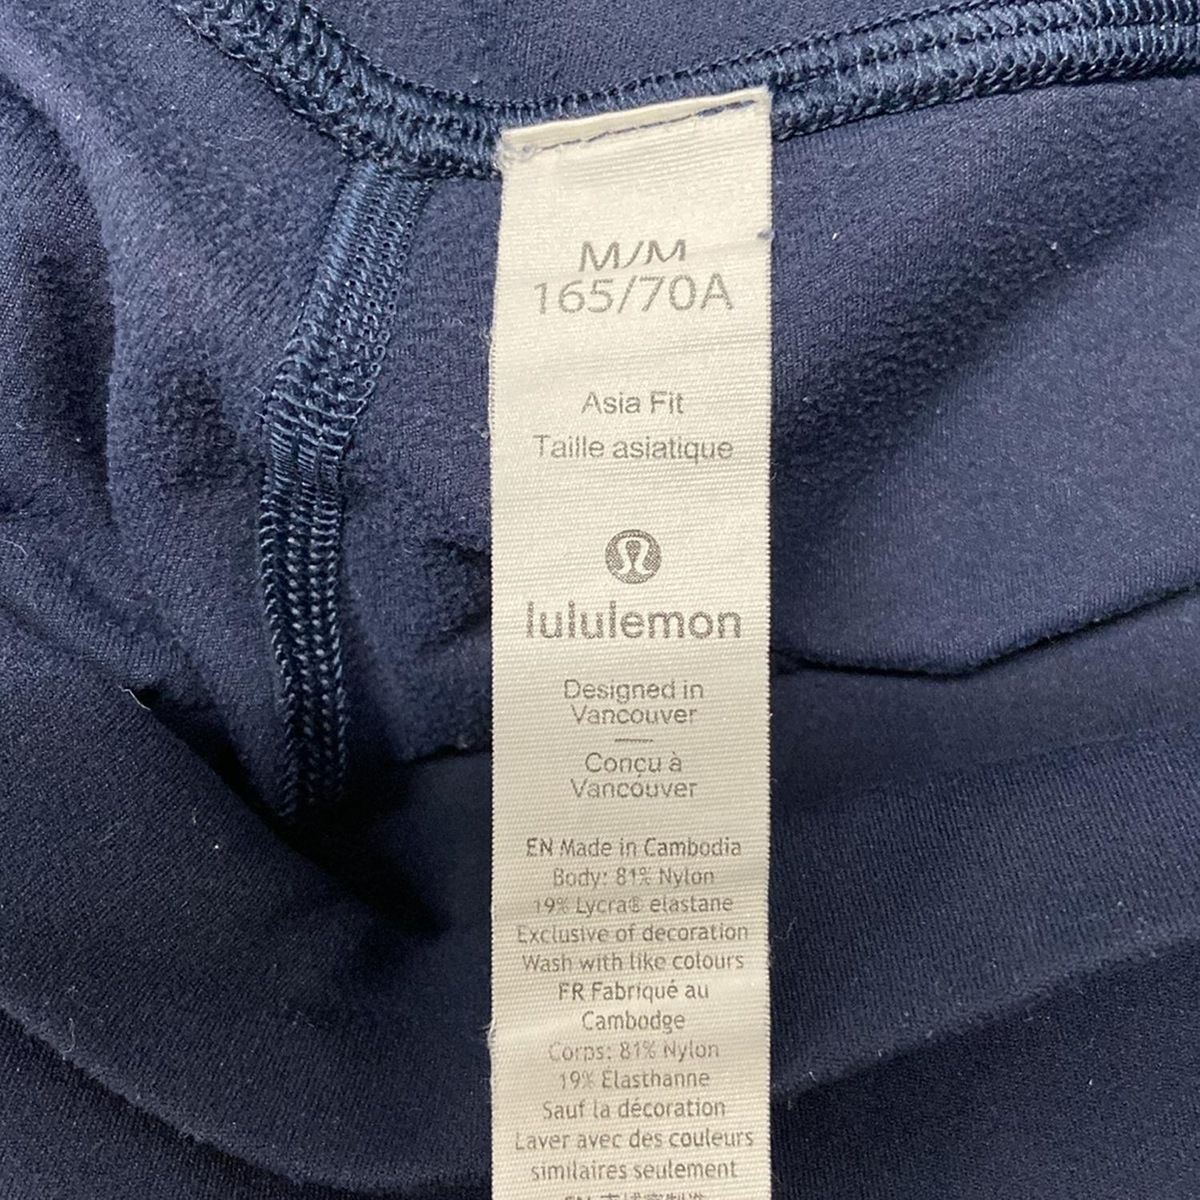 M/M
165/70A
Asia Fit
Taille asiatique
lululemon
Designed in
Vancouver
Conçu à
Vancouver
EN Made in Cambodia
Body: 81% Nylon
19% Lycra® elastane
Exclusive of decoration
Wash with like colours
FR Fabriqué au
Cambodge
Corps: 81% Nylon
19% Élasthanne
Sauf la décoration
Laver avec des couleurs
similaires seulement